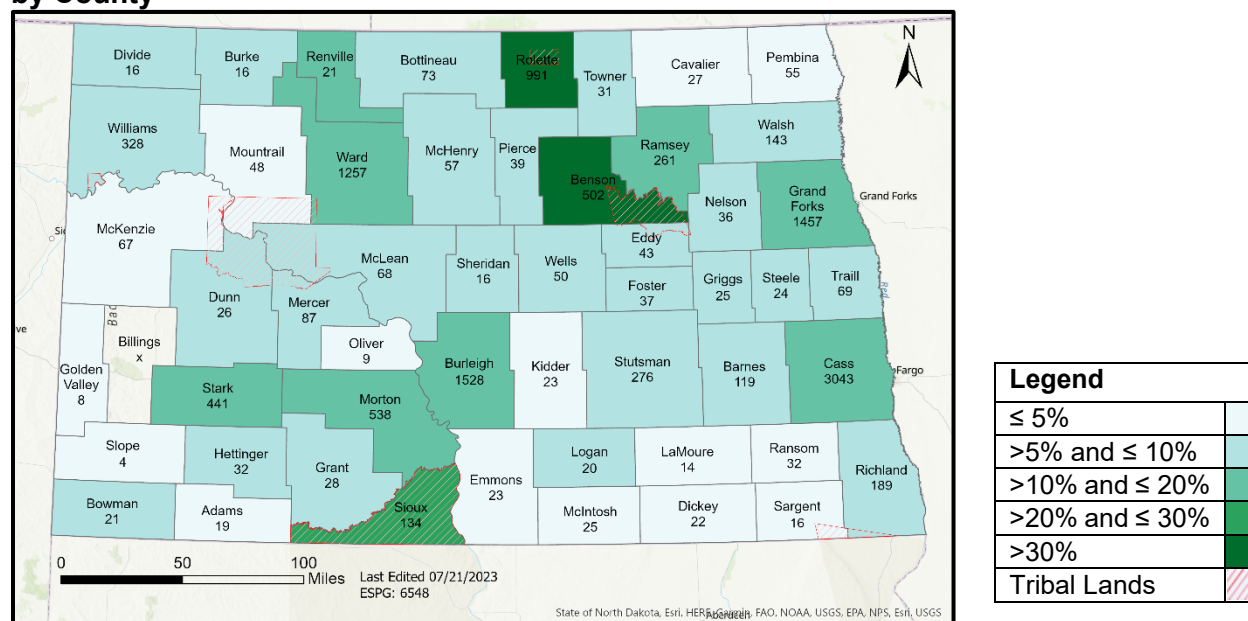 by County
N
Divide
16
Burke
16
Renville
21
Bottineau
73
Rolette
991
Towner
31
Cavalier
27
Pembina
55
Williams
328
Mountrail
48
Ward
1257
McHenry
57
Pierce
39
Benson
502
Ramsey
261
Walsh
143
Nelson
36
Grand
Forks
1457
Grand Forks
McKenzie
67
McLean
68
Sheridan
16
Wells
50
Eddy
43
Foster
37
Griggs
25
Steele
24
Traill
69
Red
Dunn
26
Mercer
87
Oliver
9
Billings
x
Golden
Valley
8
Stark
441
Morton
538
Burleigh
1528
Kidder
23
Stutsman
276
Barnes
119
Cass
3043
Fargo
Slope
4
Hettinger
32
Grant
28
Sioux
134
Emmons
23
Logan
20
LaMoure
14
Ransom
32
Richland
189
Bowman
21
Adams
19
McIntosh
25
Dickey
22
Sargent
16
0 50 100
Miles
Last Edited 07/21/2023
ESPG: 6548
State of North Dakota, Esri, HERE, Garmin, FAO, NOAA, USGS, EPA, NPS, Esri, USGS
Aberdeen
Legend
≤ 5%
>5% and ≤ 10%
>10% and ≤ 20%
>20% and ≤ 30%
>30%
Tribal Lands